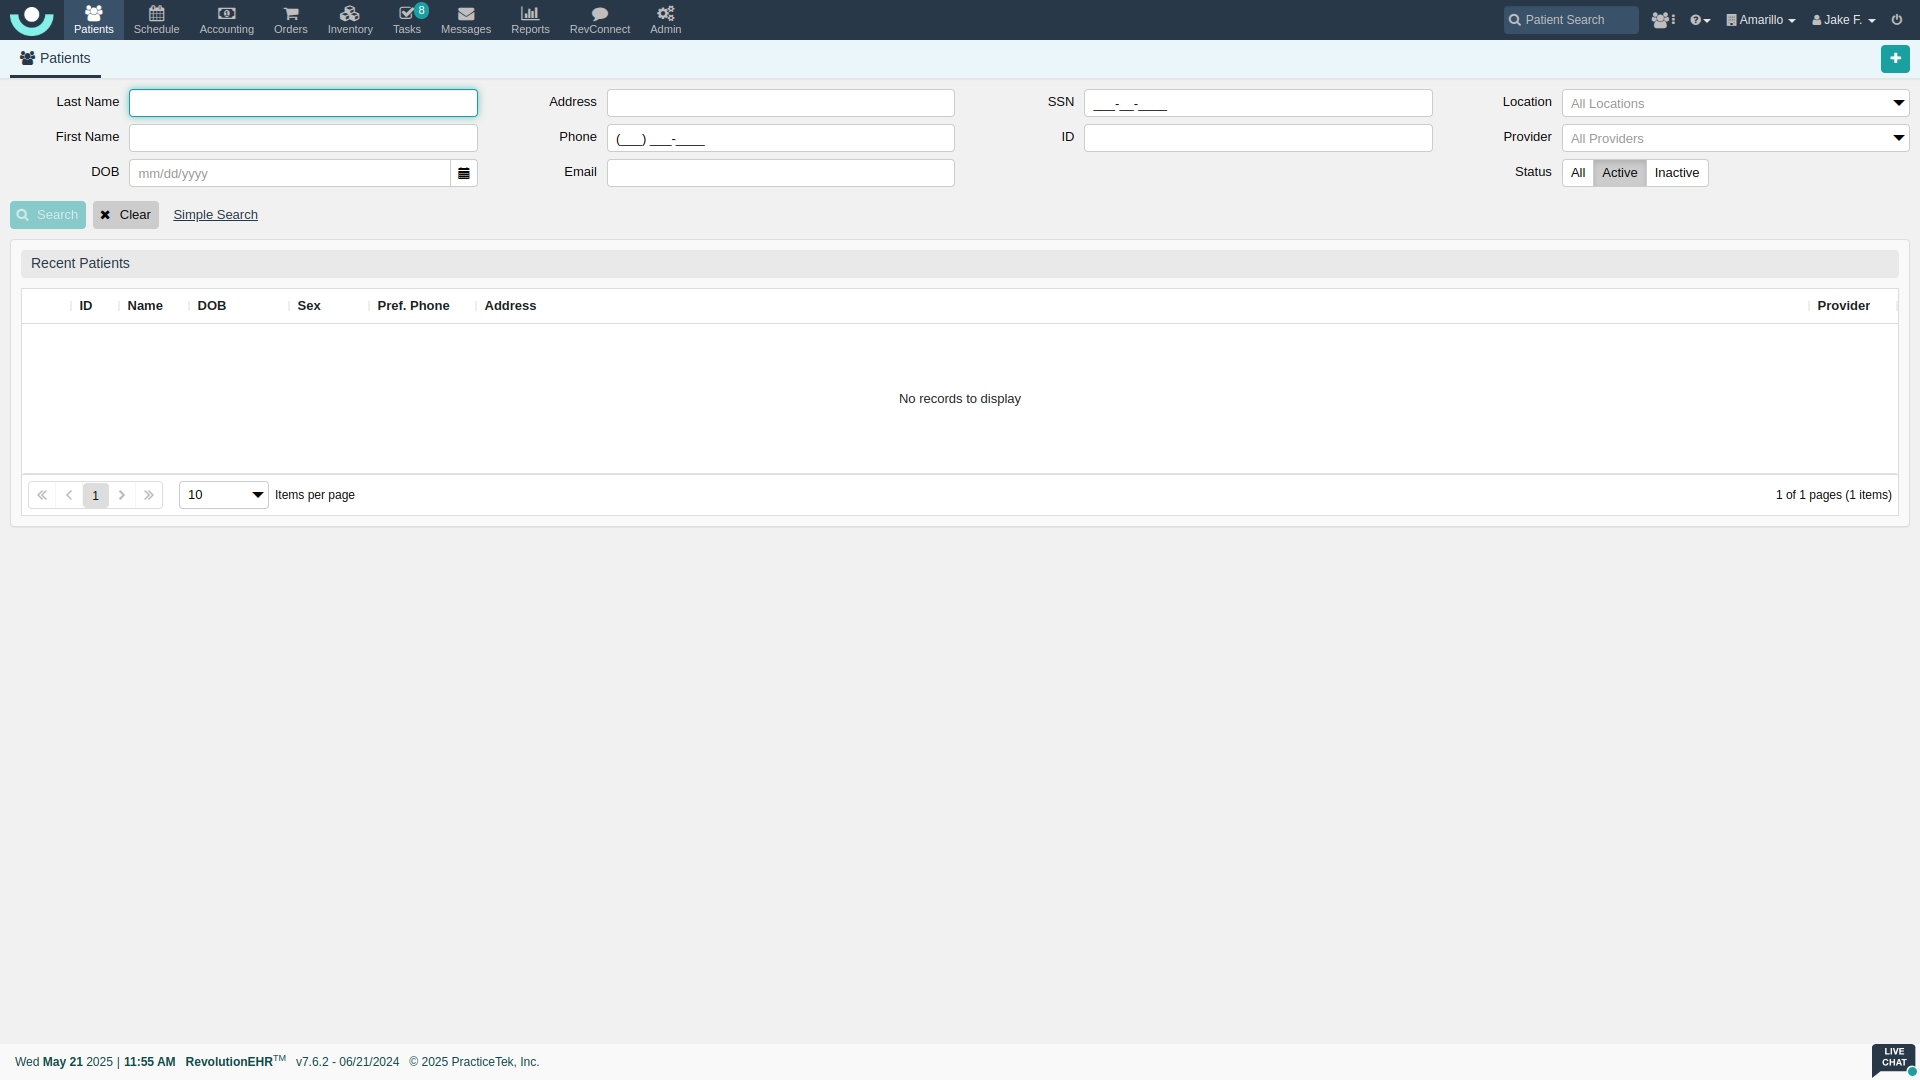 Patients
Schedule
Accounting
Orders
Inventory
Tasks
8
Messages
Reports
RevConnect
Admin
Patient Search
Amarillo
Jake F.
Patients
Last Name
Address
SSN
___-__-____
Location
All Locations
First Name
Phone
(___) ___-____
ID
Provider
All Providers
DOB
mm/dd/yyyy
Email
Status
All
Active
Inactive
Search
Clear
Simple Search
Recent Patients
ID
Name
DOB
Sex
Pref. Phone
Address
Provider
No records to display
1
10
Items per page
1 of 1 pages (1 items)
Wed May 21 2025 | 11:55 AM RevolutionEHR™ v7.6.2 - 06/21/2024 © 2025 PracticeTek, Inc.
LIVE
CHAT